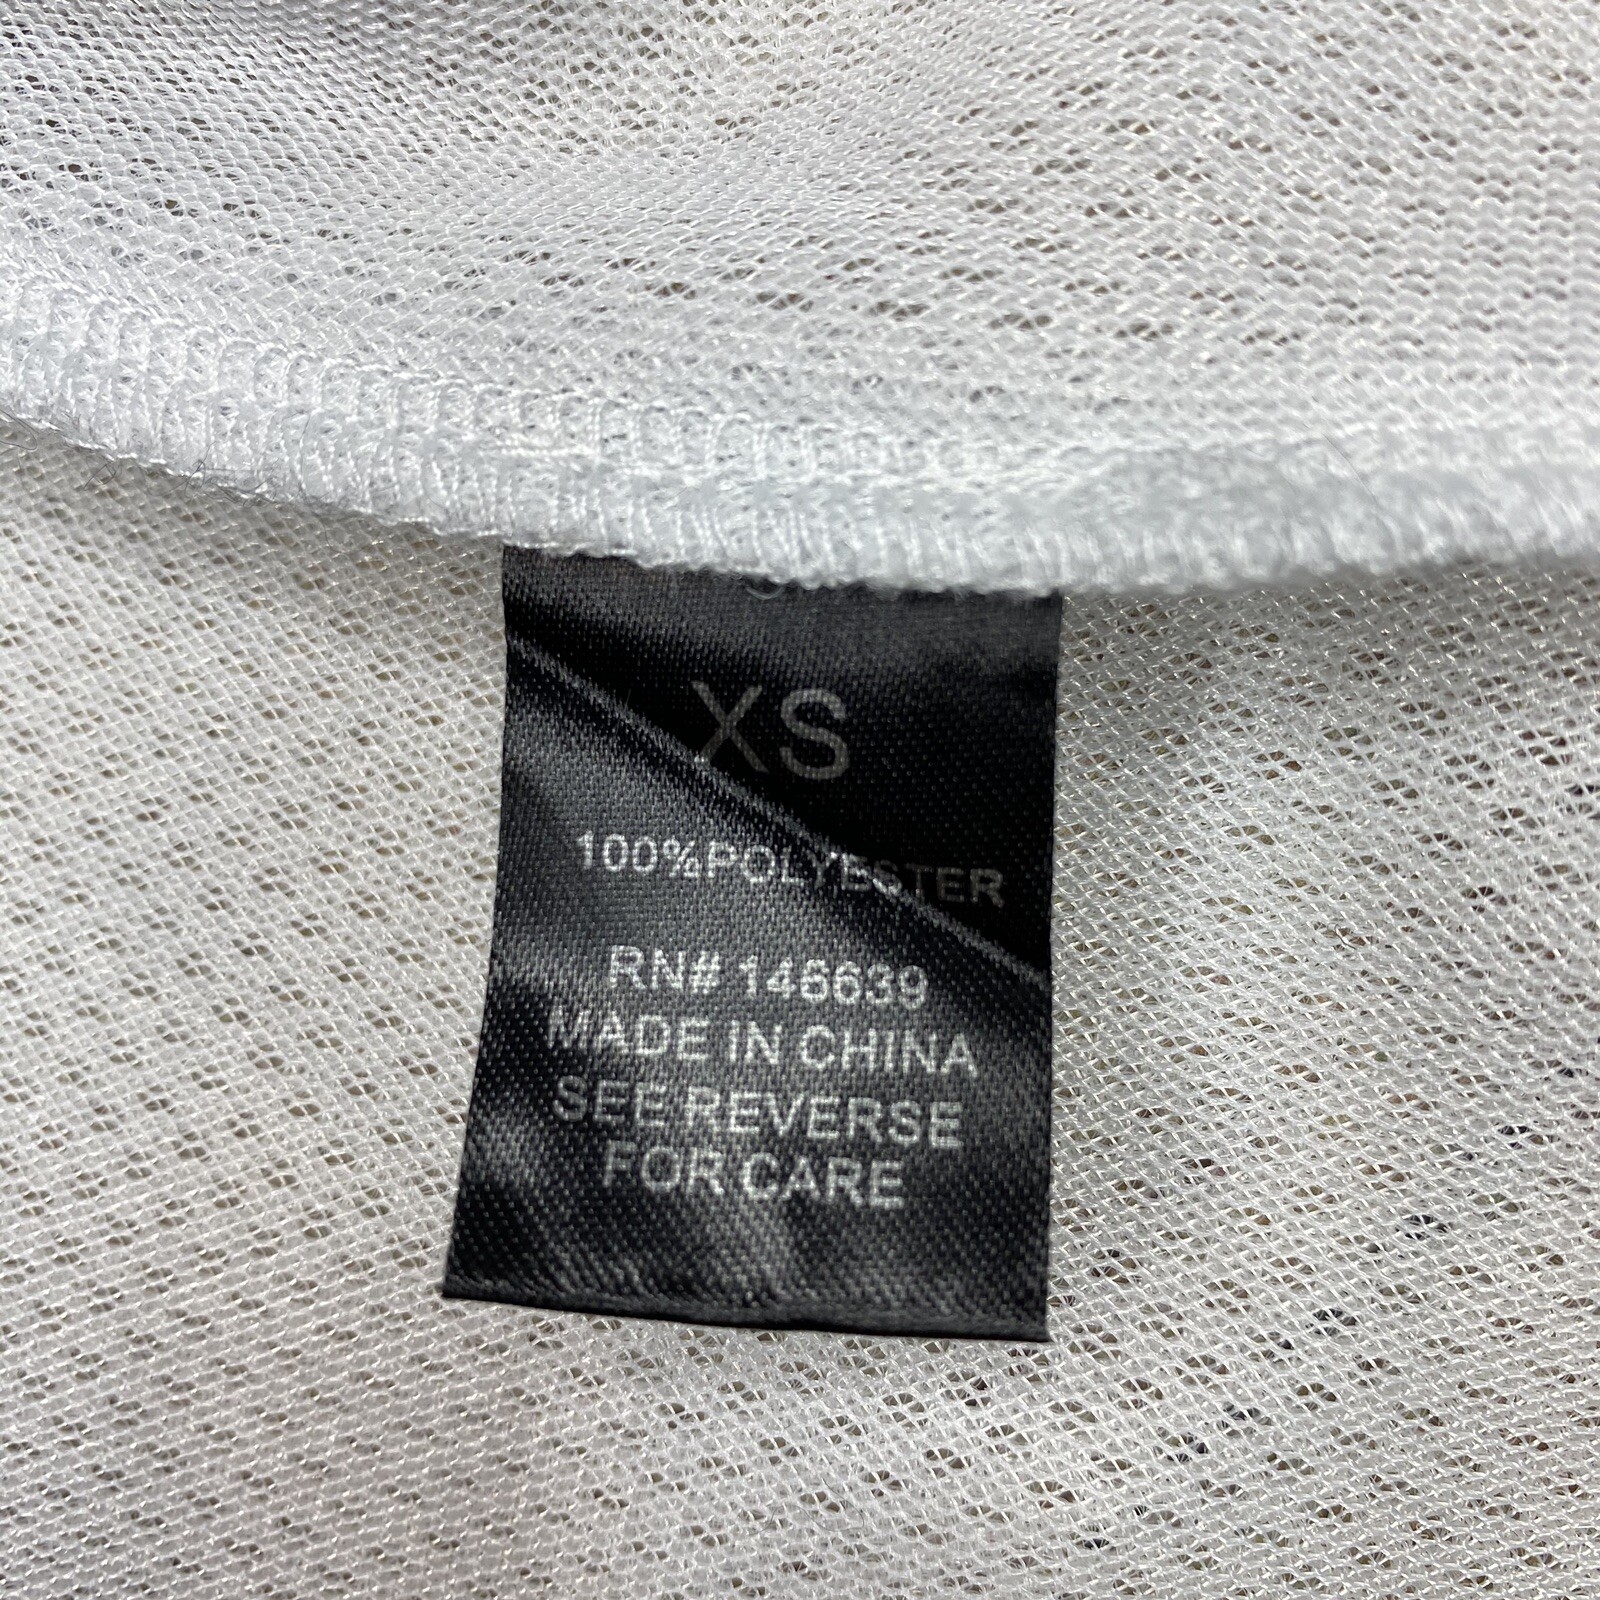 XS
100%POLYESTER
RN# 146639
MADE IN CHINA
SEE REVERSE
FOR CARE